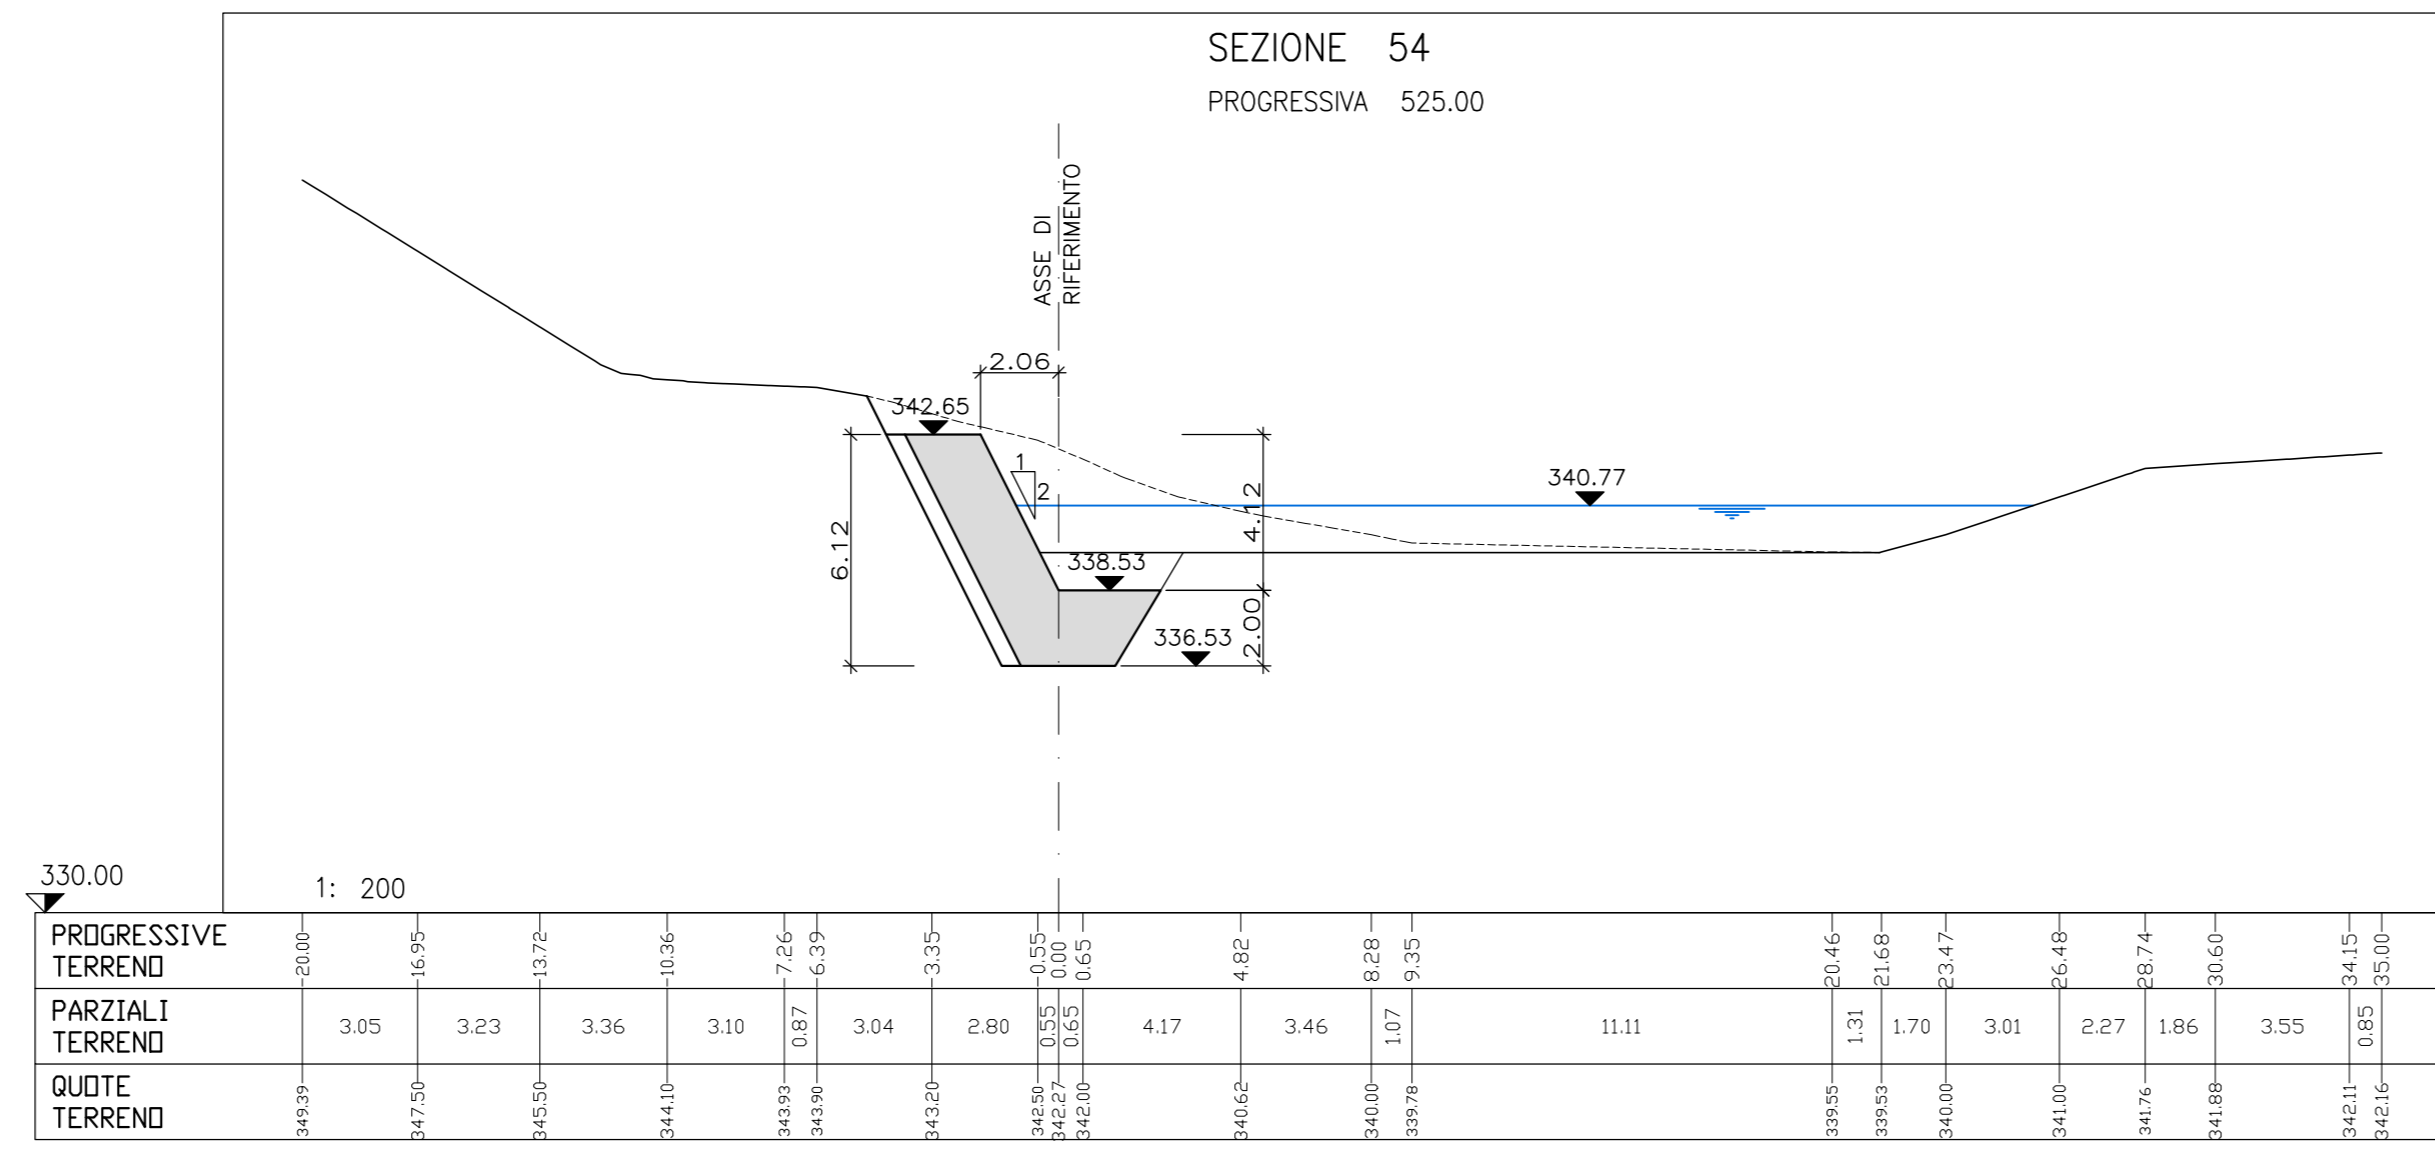 SEZIONE 54
PROGRESSIVA 525.00
ASSE DI
RIFERIMENTO
2.06
342.65
1
2
340.77
4.12
6.12
338.53
2.00
336.53
330.00
1: 200
PROGRESSIVE
TERRENO
-20.00 -16.95 -13.72 -10.36 -7.26 -6.39 -3.35 -0.55 0.00 0.65 4.82 8.28 9.35 20.46 21.68 23.47 26.48 28.74 30.60 34.15 35.00
PARZIALI
TERRENO
3.05 3.23 3.36 3.10 0.87 3.04 2.80 0.55 0.65 4.17 3.46 1.07 11.11 1.31 1.70 3.01 2.27 1.86 3.55 0.85
QUOTE
TERRENO
349.39 347.50 345.50 344.10 343.93 343.90 343.20 342.50 342.27 342.00 340.62 340.00 339.78 339.55 339.53 340.00 341.00 341.76 341.88 342.11 342.16